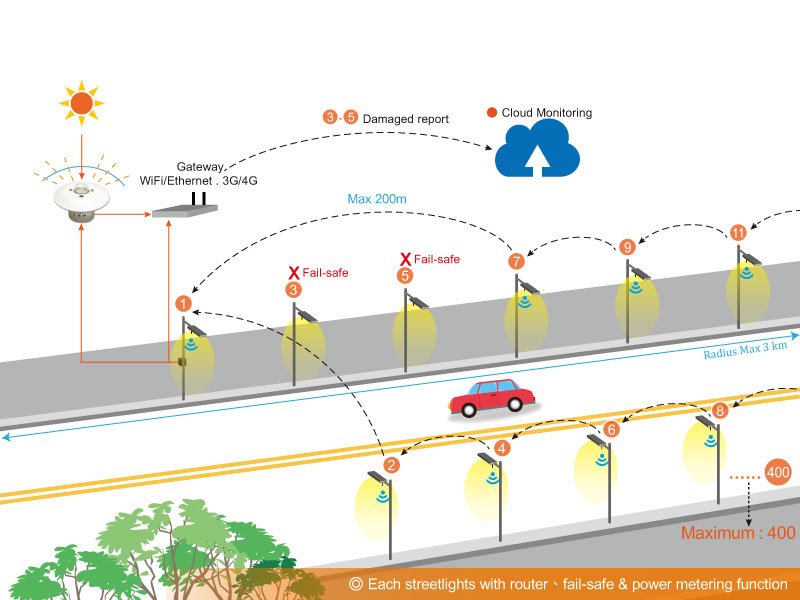 3 - 5 Damaged report
Cloud Monitoring
Gateway
WiFi/Ethernet . 3G/4G
Max 200m
11
9
7
X Fail-safe
5
X Fail-safe
3
1
Radius Max 3 km
8
6
4
2
400
Maximum : 400
◎ Each streetlights with router、fail-safe & power metering function